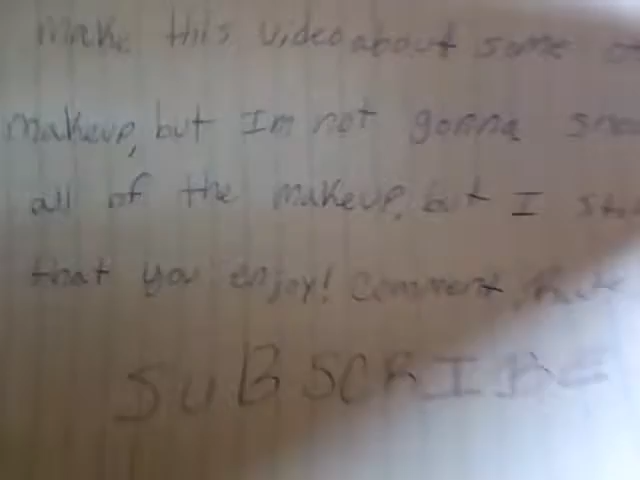 Make this video about some
makeup, but Im not gonna
all of the makeup, but I
that you enjoy! Comment,
SUBSCRIBE